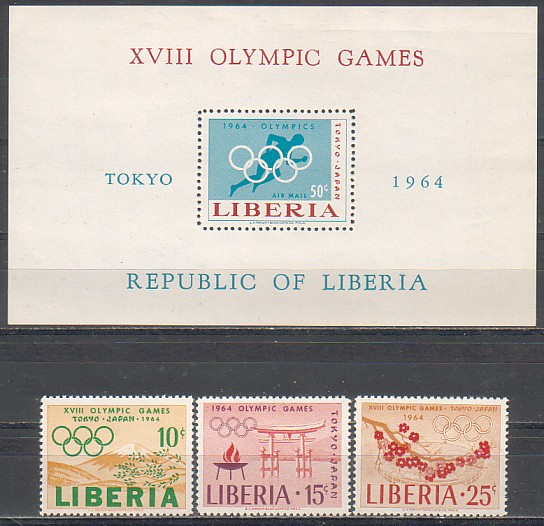 XVIII OLYMPIC GAMES
1964 - OLYMPICS
TOKYO - JAPAN
AIR MAIL 50¢
LIBERIA
TOKYO
1964
REPUBLIC OF LIBERIA
XVIII OLYMPIC GAMES
TOKYO - JAPAN - 1964
10¢
LIBERIA
1964 OLYMPIC GAMES
TOKYO-JAPAN
LIBERIA·15¢
XVIII OLYMPIC GAMES - TOKYO-JAPAN
1964
LIBERIA·25¢